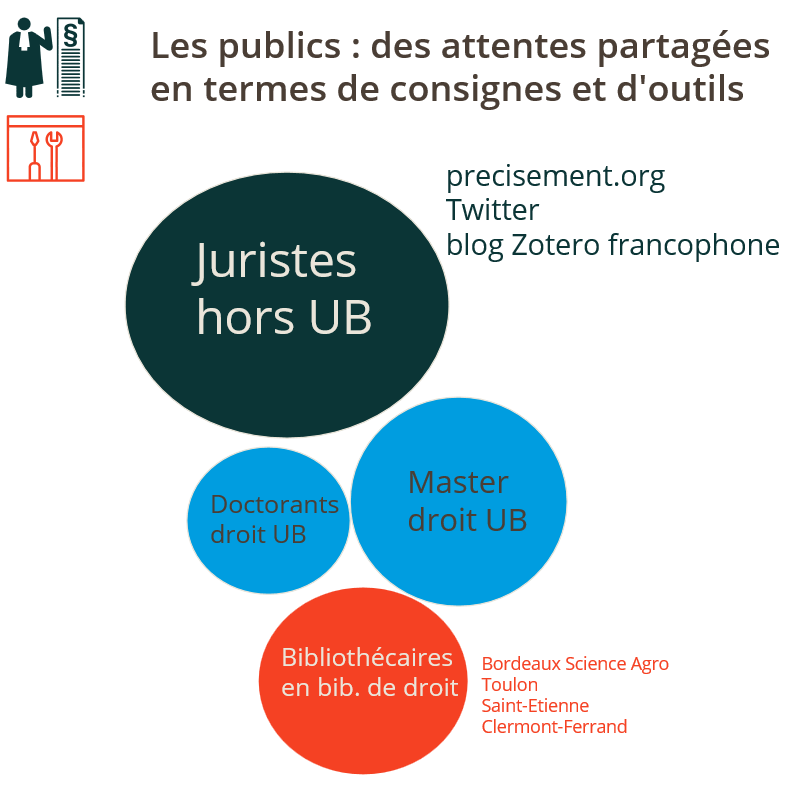 §
Les publics : des attentes partagées
en termes de consignes et d'outils
precisement.org
Twitter
blog Zotero francophone
Juristes
hors UB
Master
droit UB
Doctorants
droit UB
Bibliothécaires
en bib. de droit
Bordeaux Science Agro
Toulon
Saint-Etienne
Clermont-Ferrand